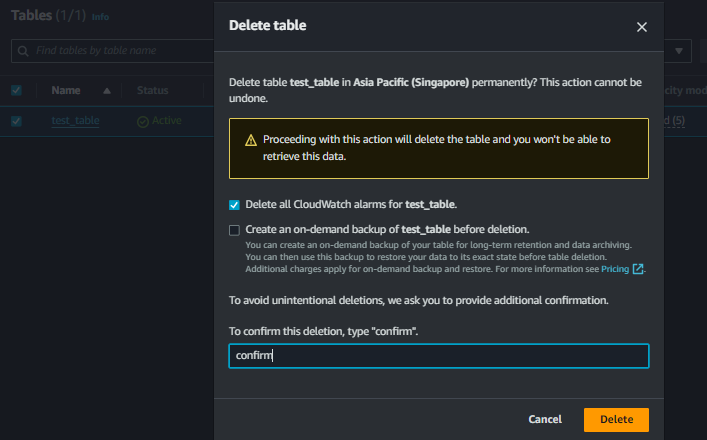 Tables (1/1) Info
Delete table
Find tables by table name
Delete table test_table in Asia Pacific (Singapore) permanently? This action cannot be
undone.
Name Status
city mod
test_table Active
d (5)
Proceeding with this action will delete the table and you won't be able to
retrieve this data.
Delete all CloudWatch alarms for test_table.
Create an on-demand backup of test_table before deletion.
You can create an on-demand backup of your table for long-term retention and data archiving.
You can then use this backup to restore your data to its exact state before table deletion.
Additional charges apply for on-demand backup and restore. For more information see Pricing.
To avoid unintentional deletions, we ask you to provide additional confirmation.
To confirm this deletion, type "confirm".
confirm
Cancel Delete